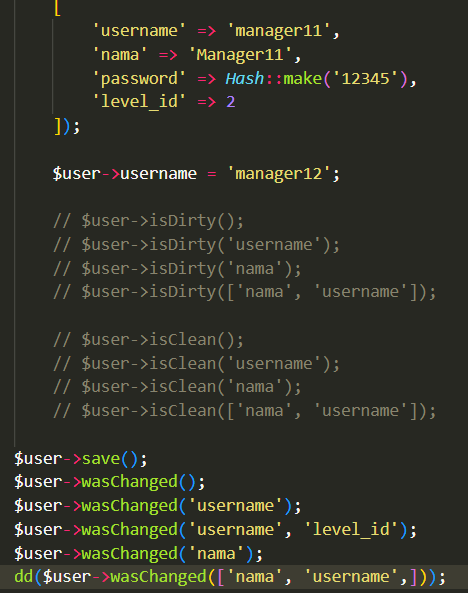 [
'username' => 'manager11',
'nama' => 'Manager11',
'password' => Hash::make('12345'),
'level_id' => 2
]);
$user->username = 'manager12';
// $user->isDirty();
// $user->isDirty('username');
// $user->isDirty('nama');
// $user->isDirty(['nama', 'username']);
// $user->isClean();
// $user->isClean('username');
// $user->isClean('nama');
// $user->isClean(['nama', 'username']);
$user->save();
$user->wasChanged();
$user->wasChanged('username');
$user->wasChanged('username', 'level_id');
$user->wasChanged('nama');
dd($user->wasChanged(['nama', 'username',]));